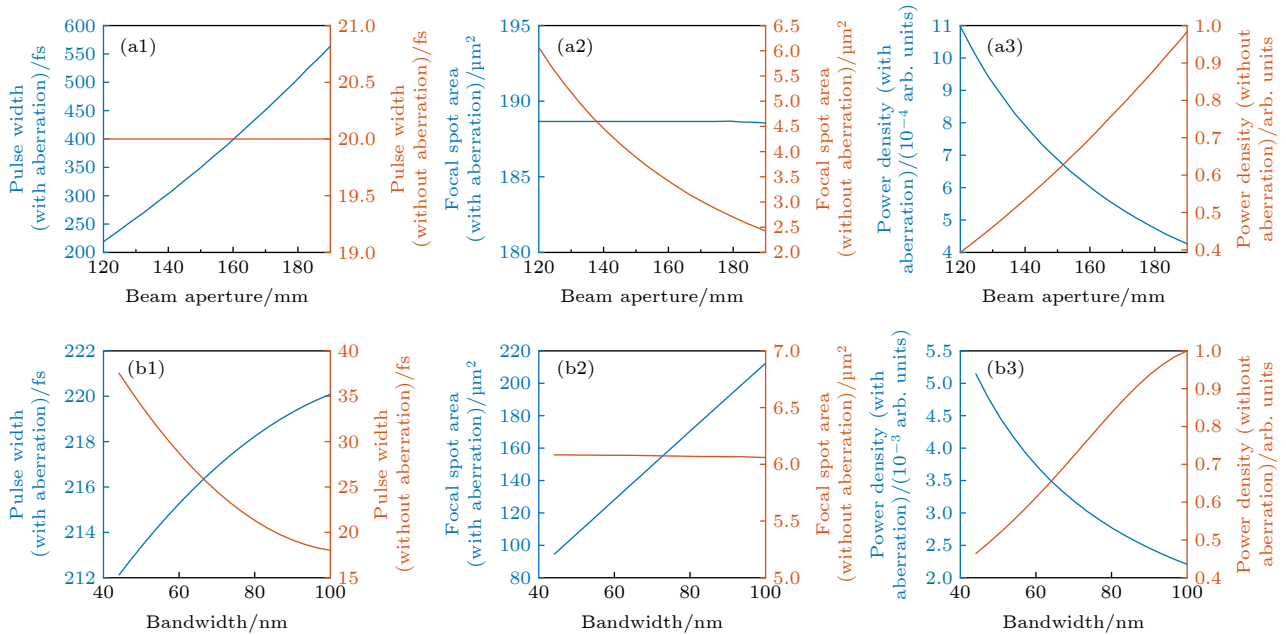 (a1)
Pulse width
(with aberration)/fs
600
550
500
450
400
350
300
250
200
21.0
20.5
20.0
19.5
19.0
Pulse width
(without aberration)/fs
120 140 160 180
Beam aperture/mm
(a2)
Focal spot area
(with aberration)/µm²
195
190
185
180
6.5
6.0
5.5
5.0
4.5
4.0
3.5
3.0
2.5
2.0
Focal spot area
(without aberration)/µm²
120 140 160 180
Beam aperture/mm
(a3)
Power density (with
aberration)/(10⁻⁴ arb. units)
11
10
9
8
7
6
5
4
1.0
0.9
0.8
0.7
0.6
0.5
0.4
Power density (without
aberration)/arb. units
120 140 160 180
Beam aperture/mm
(b1)
Pulse width
(with aberration)/fs
222
220
218
216
214
212
40
35
30
25
20
15
Pulse width
(without aberration)/fs
40 60 80 100
Bandwidth/nm
(b2)
Focal spot area
(with aberration)/µm²
220
200
180
160
140
120
100
80
7.0
6.5
6.0
5.5
5.0
Focal spot area
(without aberration)/µm²
40 60 80 100
Bandwidth/nm
(b3)
Power density (with
aberration)/(10⁻³ arb. units)
5.5
5.0
4.5
4.0
3.5
3.0
2.5
2.0
1.0
0.9
0.8
0.7
0.6
0.5
0.4
Power density (without
aberration)/arb. units
40 60 80 100
Bandwidth/nm